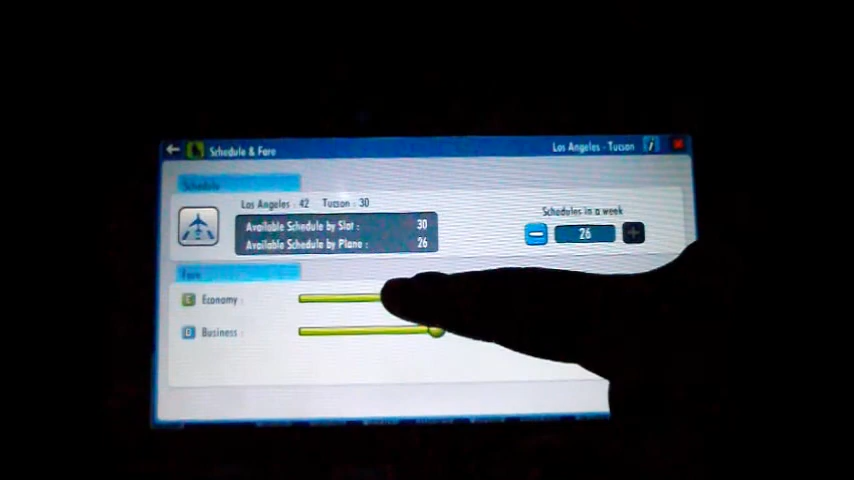 Schedule & Fare
Los Angeles - Tucson
Schedule
Los Angeles : 42 Tucson : 30
Available Schedule by Slot : 30
Available Schedule by Plane : 26
Schedules in a week
26
Fare
E Economy :
B Business :